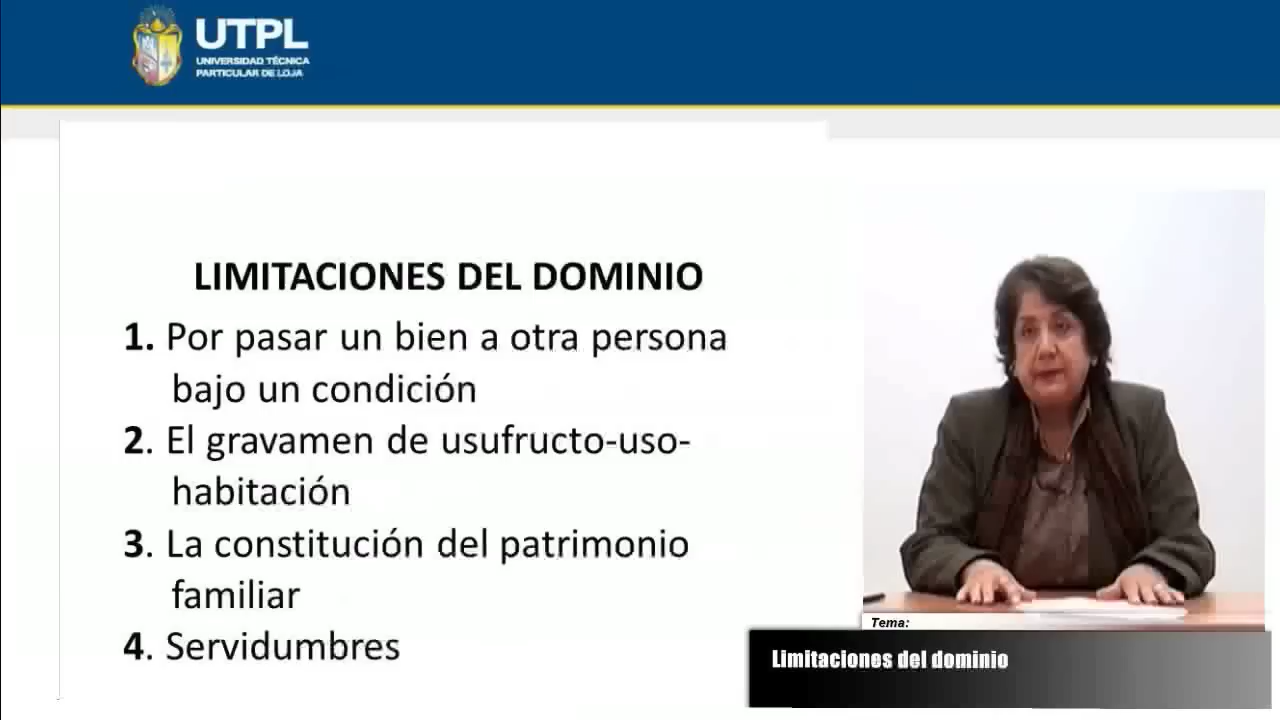 UTPL
UNIVERSIDAD TÉCNICA
PARTICULAR DE LOJA
LIMITACIONES DEL DOMINIO
1. Por pasar un bien a otra persona
bajo un condición
2. El gravamen de usufructo-uso-
habitación
3. La constitución del patrimonio
familiar
4. Servidumbres
Tema:
Limitaciones del dominio